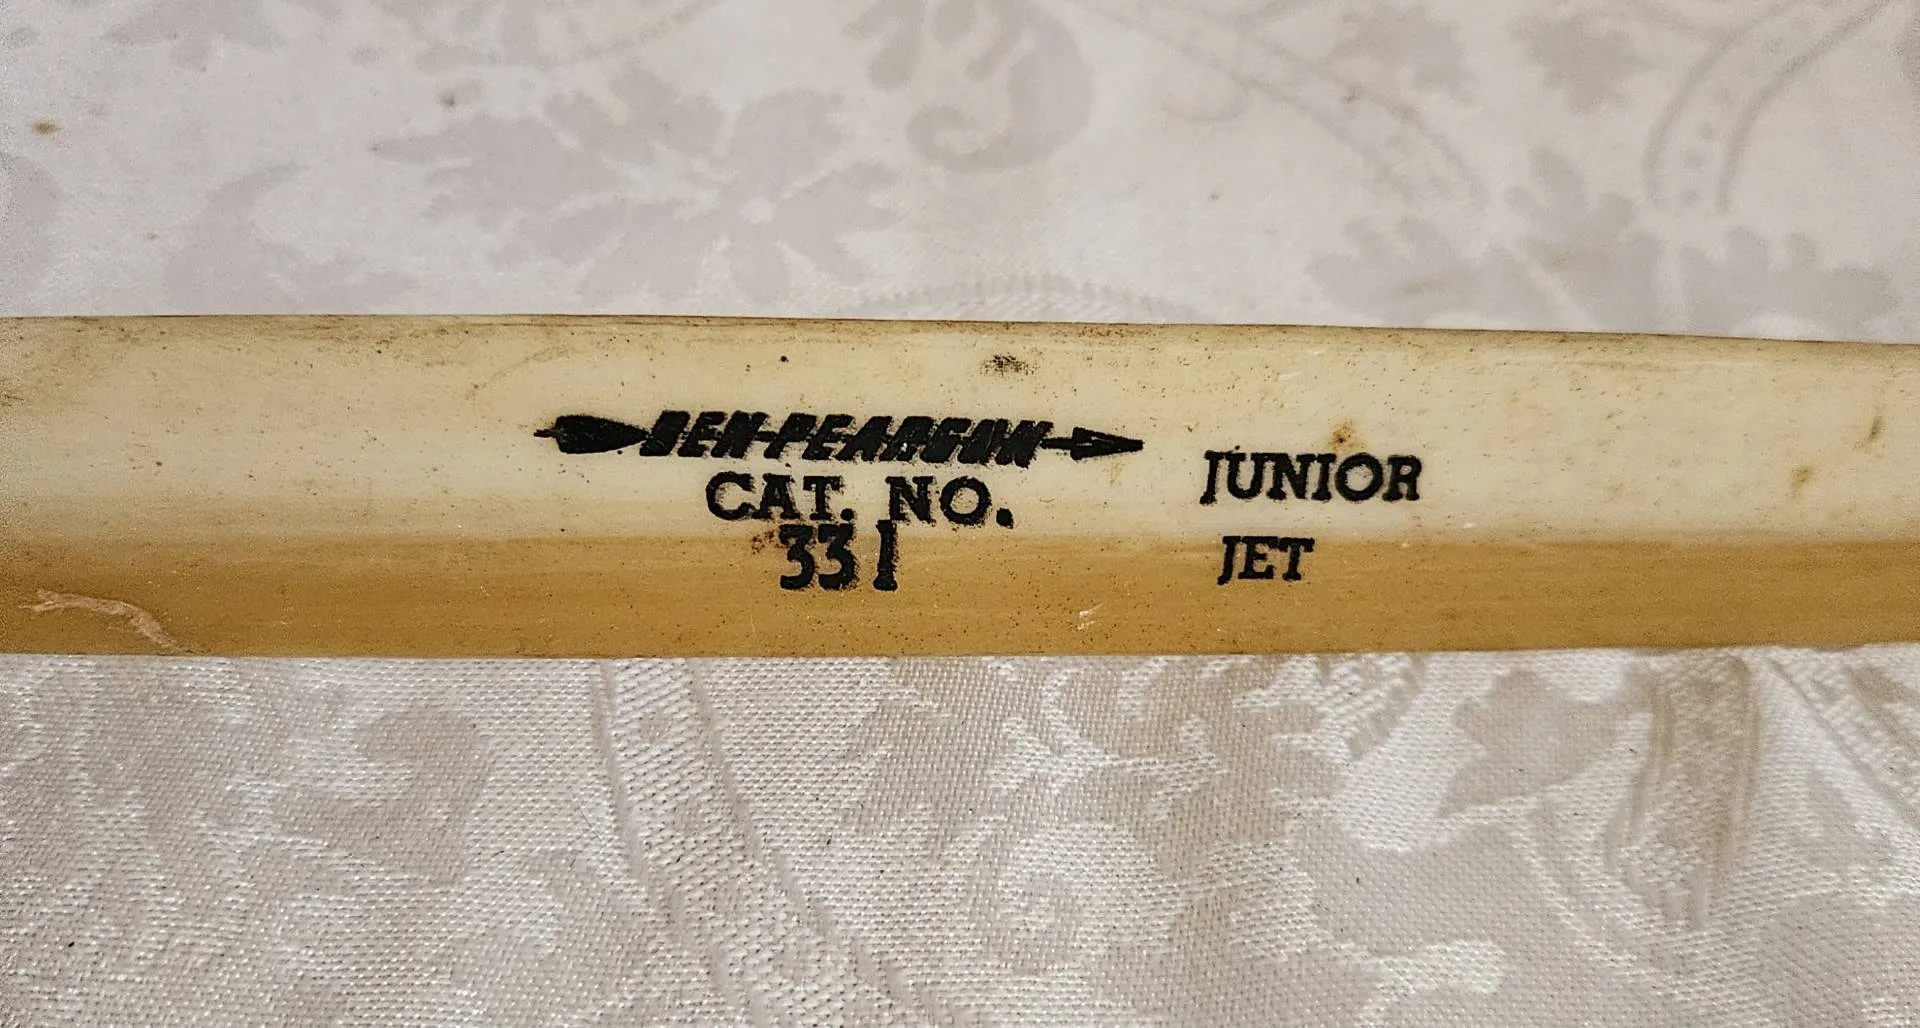 BEN PEARSON
CAT. NO.
331
JUNIOR
JET